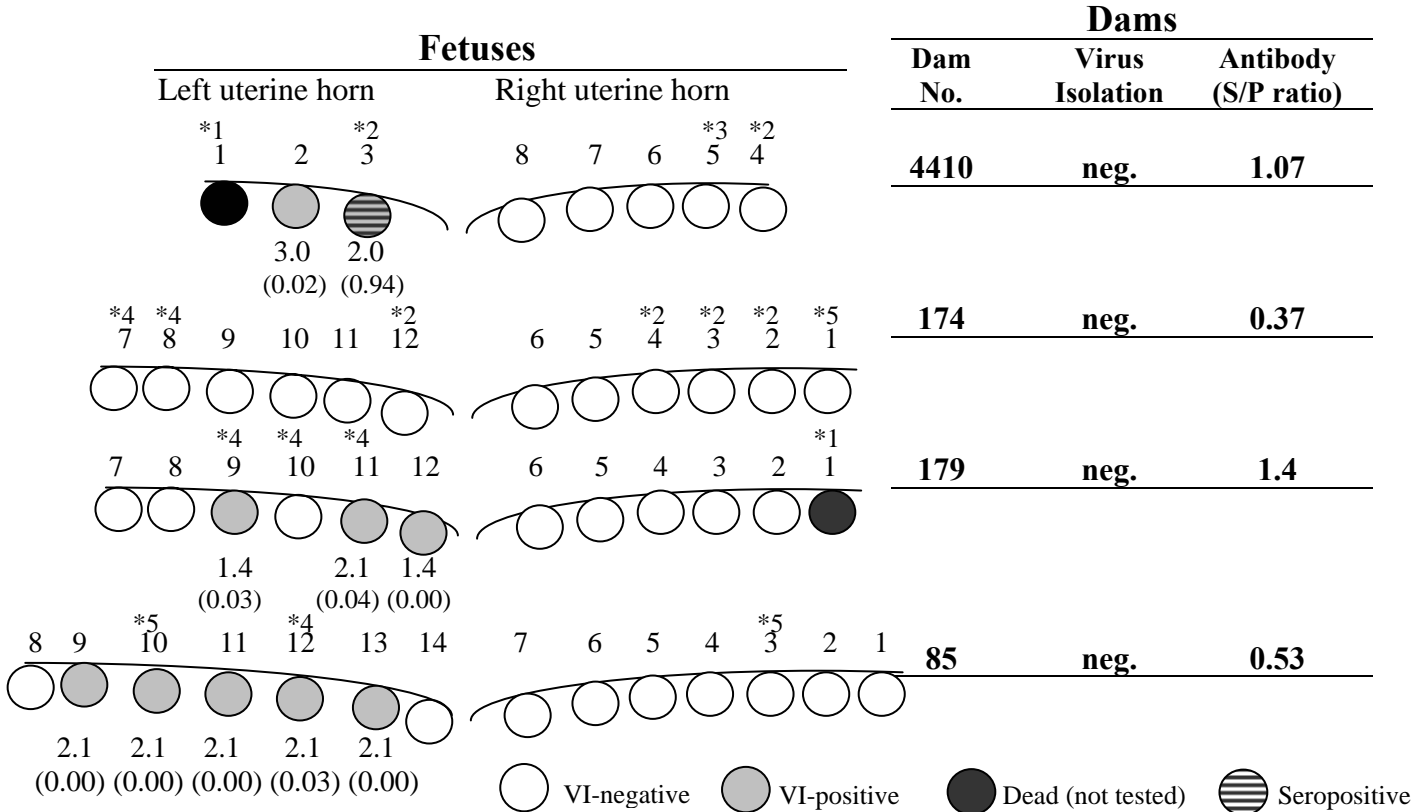 Dams
Fetuses
Dam No. Virus Isolation Antibody (S/P ratio)
Left uterine horn Right uterine horn
*1 *2 *3 *2
1 2 3 8 7 6 5 4 4410 neg. 1.07
3.0 2.0
(0.02) (0.94)
*4 *4 *2 *2 *2 *2 *5
7 8 9 10 11 12 6 5 4 3 2 1 174 neg. 0.37
*4 *4 *4 *1
7 8 9 10 11 12 6 5 4 3 2 1 179 neg. 1.4
1.4 2.1 1.4
(0.03) (0.04) (0.00)
*5 *4 *5
8 9 10 11 12 13 14 7 6 5 4 3 2 1 85 neg. 0.53
2.1 2.1 2.1 2.1 2.1
(0.00) (0.00) (0.00) (0.03) (0.00)
VI-negative VI-positive Dead (not tested) Seropositive